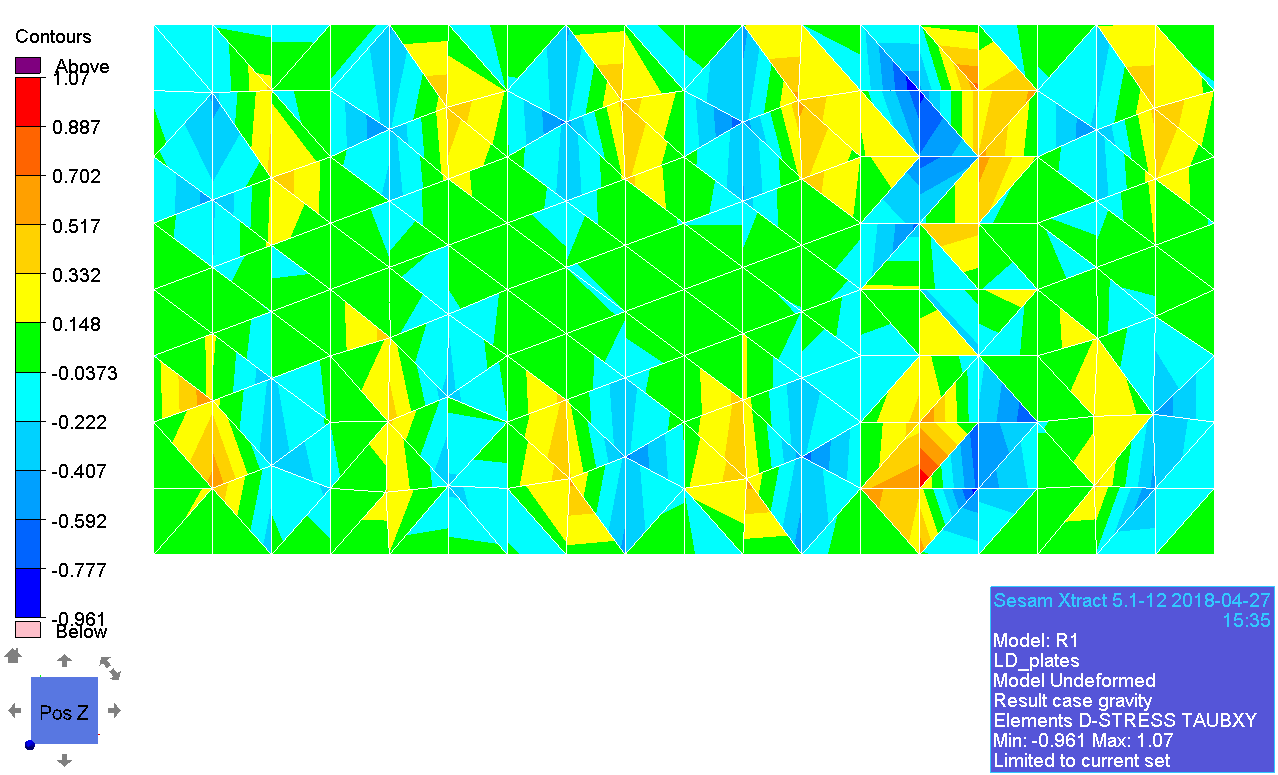 Contours
Above
1.07
0.887
0.702
0.517
0.332
0.148
-0.0373
-0.222
-0.407
-0.592
-0.777
-0.961
Below
Pos Z
Sesam Xtract 5.1-12 2018-04-27
15:35
Model: R1
LD_plates
Model Undeformed
Result case gravity
Elements D-STRESS TAUBXY
Min: -0.961 Max: 1.07
Limited to current set